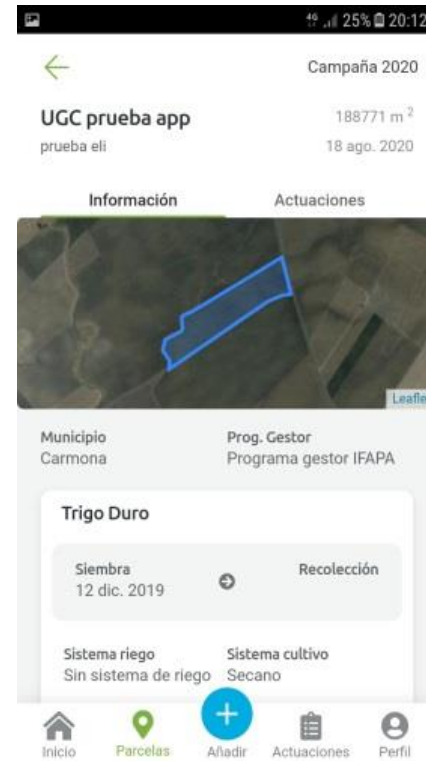 4G 25% 20:12
Campaña 2020
UGC prueba app 188771 m²
prueba eli 18 ago. 2020
Información Actuaciones
Leafle
Municipio Prog. Gestor
Carmona Programa gestor IFAPA
Trigo Duro
Siembra Recolección
12 dic. 2019
Sistema riego Sistema cultivo
Sin sistema de riego Secano
Inicio Parcelas Añadir Actuaciones Perfil